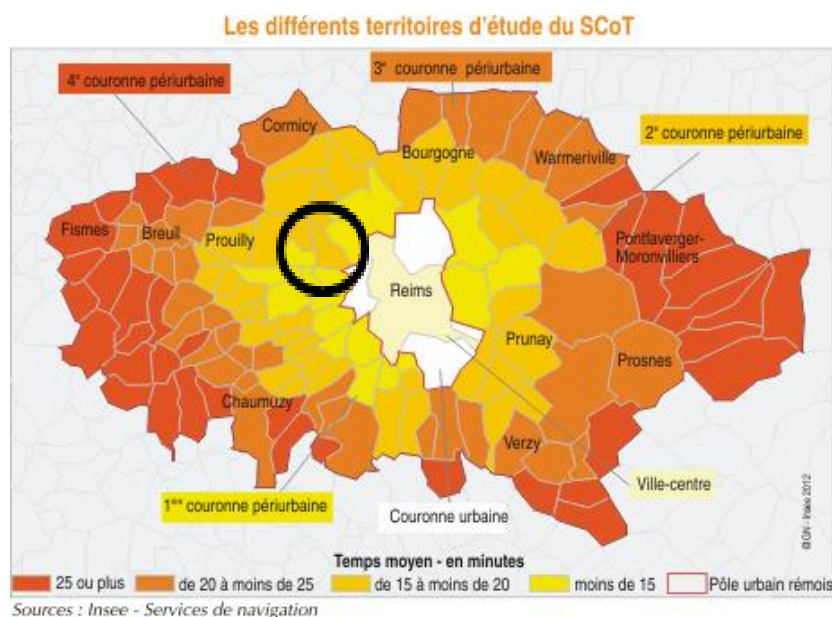 Les différents territoires d'étude du SCoT
4e couronne périurbaine
3e couronne périurbaine
2e couronne périurbaine
Cormicy
Bourgogne
Warmeriville
Fismes
Breuil
Prouilly
Pontfaverger-
Moronvilliers
Reims
Prunay
Prosnes
Chaumuzy
Verzy
1ère couronne périurbaine
Couronne urbaine
Ville-centre
©IGN - Insee 2012
Temps moyen - en minutes
25 ou plus
de 20 à moins de 25
de 15 à moins de 20
moins de 15
Pôle urbain rémois
Sources : Insee - Services de navigation